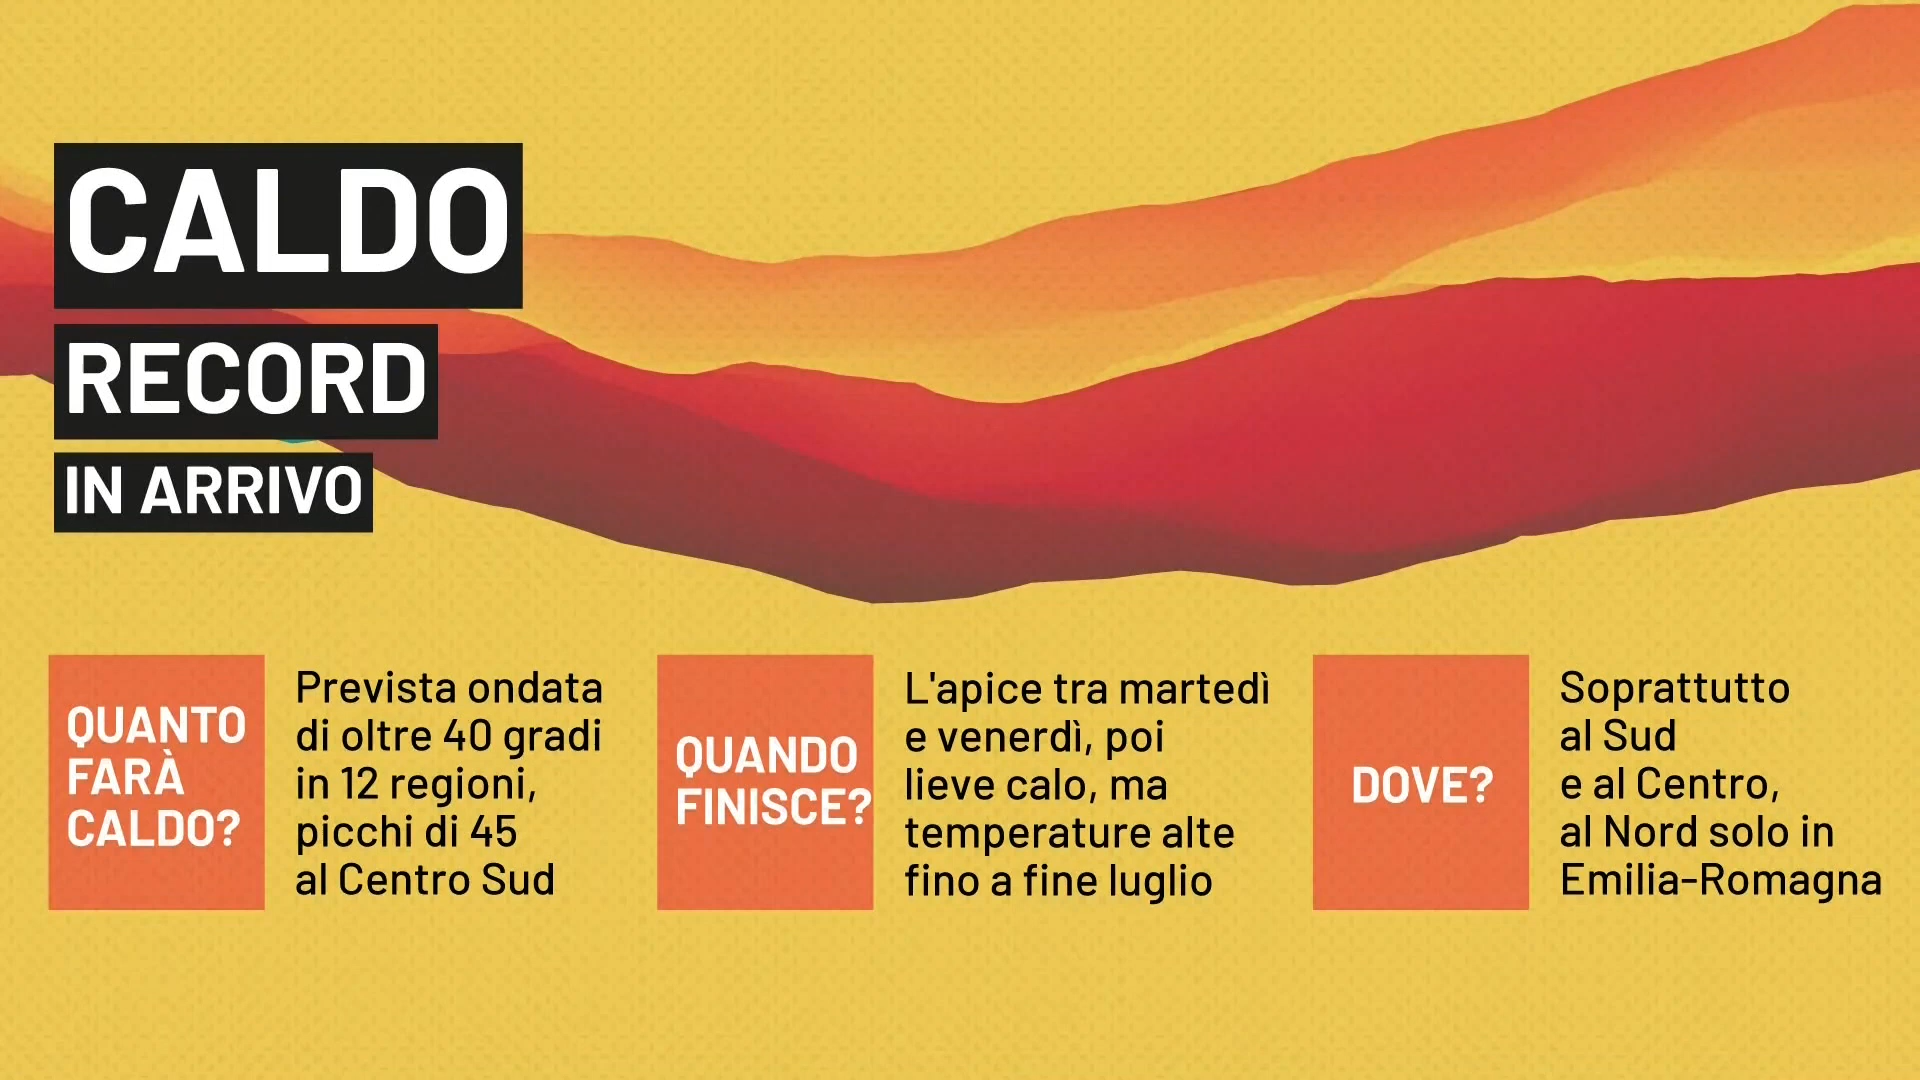 CALDO
RECORD
IN ARRIVO
QUANTO
FARÀ
CALDO?
Prevista ondata
di oltre 40 gradi
in 12 regioni,
picchi di 45
al Centro Sud
QUANDO
FINISCE?
L'apice tra martedì
e venerdì, poi
lieve calo, ma
temperature alte
fino a fine luglio
DOVE?
Soprattutto
al Sud
e al Centro,
al Nord solo in
Emilia-Romagna